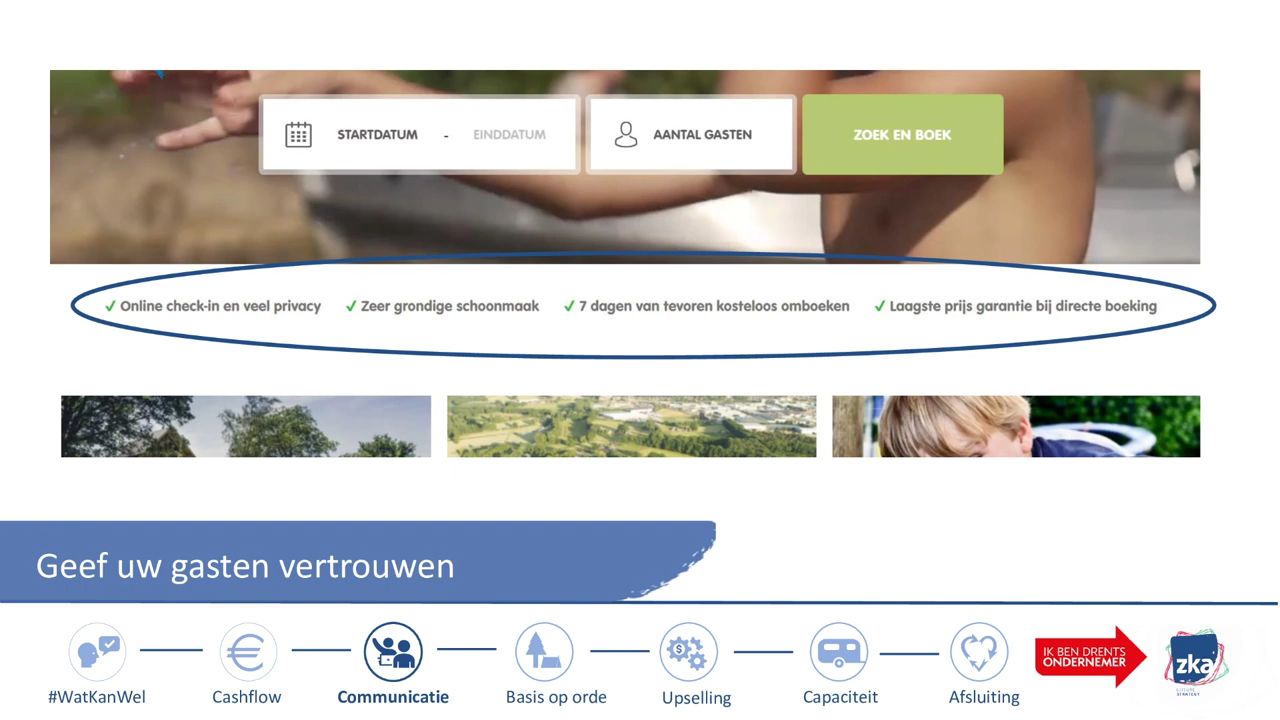 STARTDATUM - EINDDATUM
AANTAL GASTEN
ZOEK EN BOEK
✓ Online check-in en veel privacy ✓ Zeer grondige schoonmaak ✓ 7 dagen van tevoren kosteloos omboeken ✓ Laagste prijs garantie bij directe boeking
Geef uw gasten vertrouwen
#WatKanWel
Cashflow
Communicatie
Basis op orde
Upselling
Capaciteit
Afsluiting
IK BEN DRENTS
ONDERNEMER
zka
LEISURE
STRATEGY